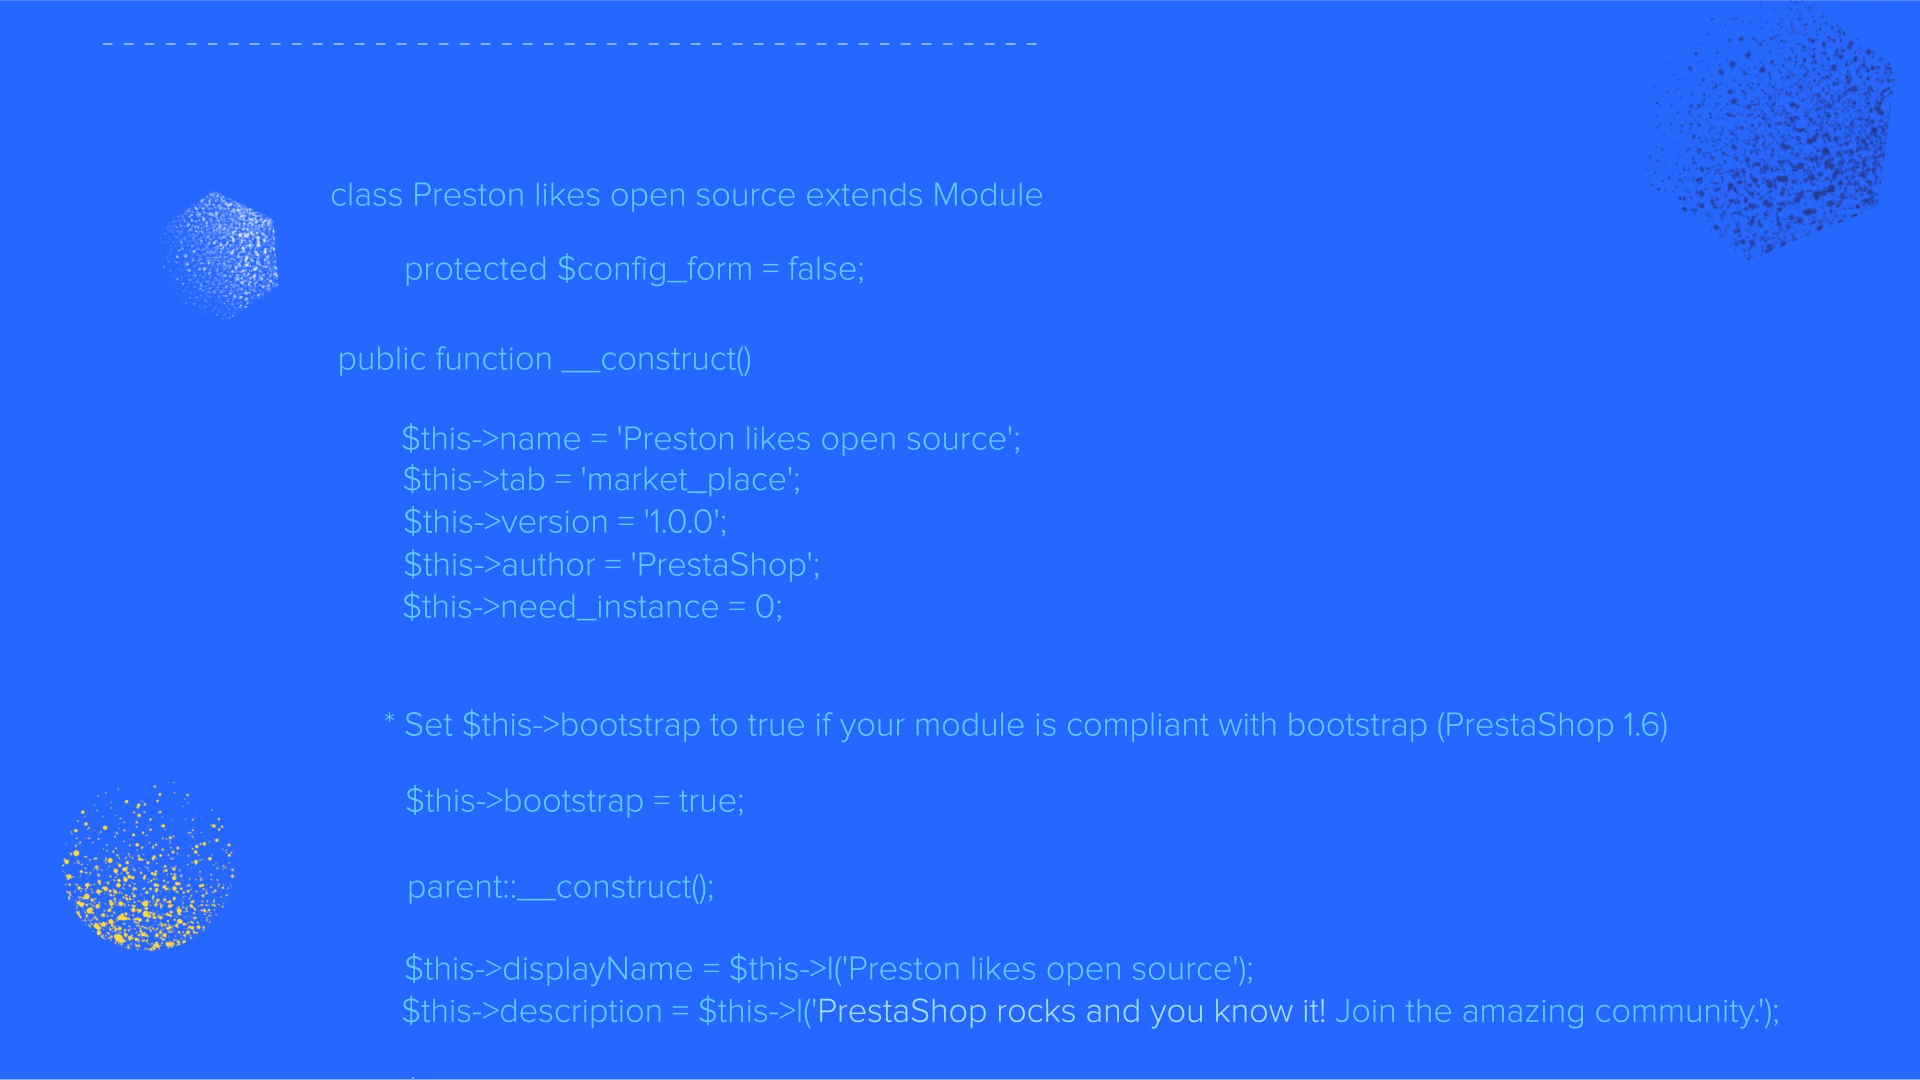 class Preston likes open source extends Module
protected $config_form = false;
public function __construct()
$this->name = 'Preston likes open source';
$this->tab = 'market_place';
$this->version = '1.0.0';
$this->author = 'PrestaShop';
$this->need_instance = 0;
* Set $this->bootstrap to true if your module is compliant with bootstrap (PrestaShop 1.6)
$this->bootstrap = true;
parent::__construct();
$this->displayName = $this->l('Preston likes open source');
$this->description = $this->l('PrestaShop rocks and you know it! Join the amazing community.');